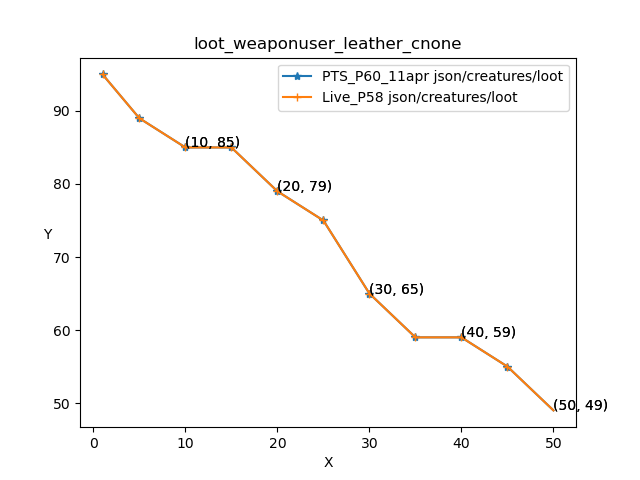 loot_weaponuser_leather_cnone
PTS_P60_11apr json/creatures/loot
Live_P58 json/creatures/loot
90
(10, 85)
80
(20, 79)
Y
70
(30, 65)
60
(40, 59)
50
(50, 49)
0 10 20 30 40 50
X